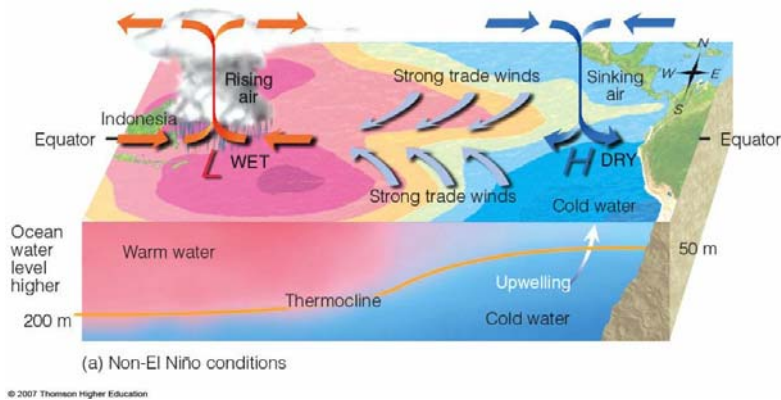 N
W
E
S
Rising
air
Strong trade winds
Sinking
air
Indonesia
Equator
L
WET
H
DRY
Equator
Strong trade winds
Cold water
Ocean
water
level
higher
Warm water
50 m
Upwelling
Thermocline
200 m
Cold water
(a) Non-El Niño conditions
© 2007 Thomson Higher Education